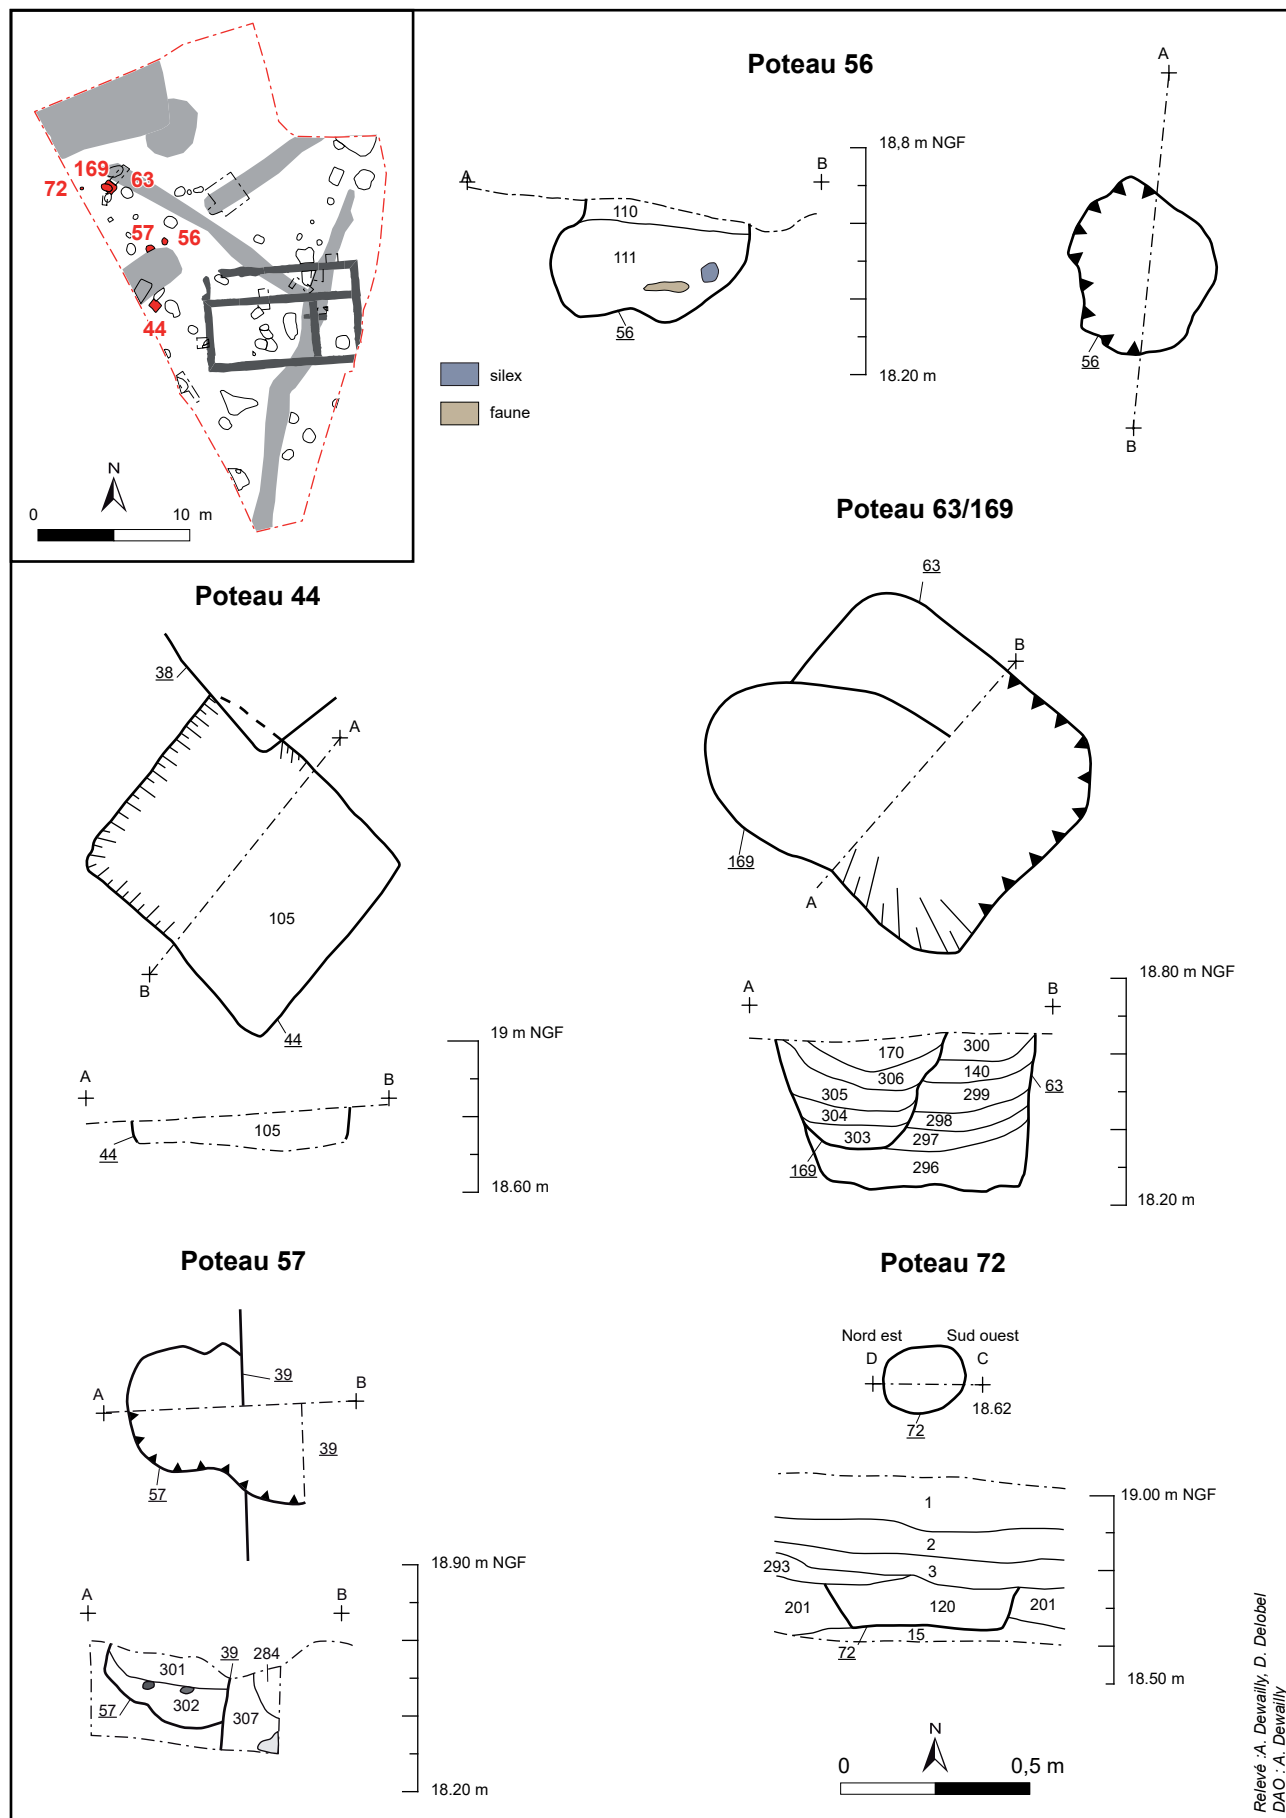 169
63
72
57
56
44
N
0 10 m
Poteau 56
A
B
18,8 m NGF
110
111
56
18.20 m
silex
faune
A
B
56
Poteau 63/169
63
B
169
A
18.80 m NGF
A
B
170
300
306
140
305
299
304
298
303
297
296
63
169
18.20 m
Poteau 44
38
A
105
B
44
19 m NGF
A
B
105
44
18.60 m
Poteau 57
39
A
B
39
57
18.90 m NGF
A
B
301
39
284
302
57
307
18.20 m
Poteau 72
Nord est Sud ouest
D C
18.62
72
19.00 m NGF
1
2
3
293
201
120
201
15
72
18.50 m
N
0 0,5 m
Relevé :A. Dewailly, D. Delobel
DAO : A. Dewailly